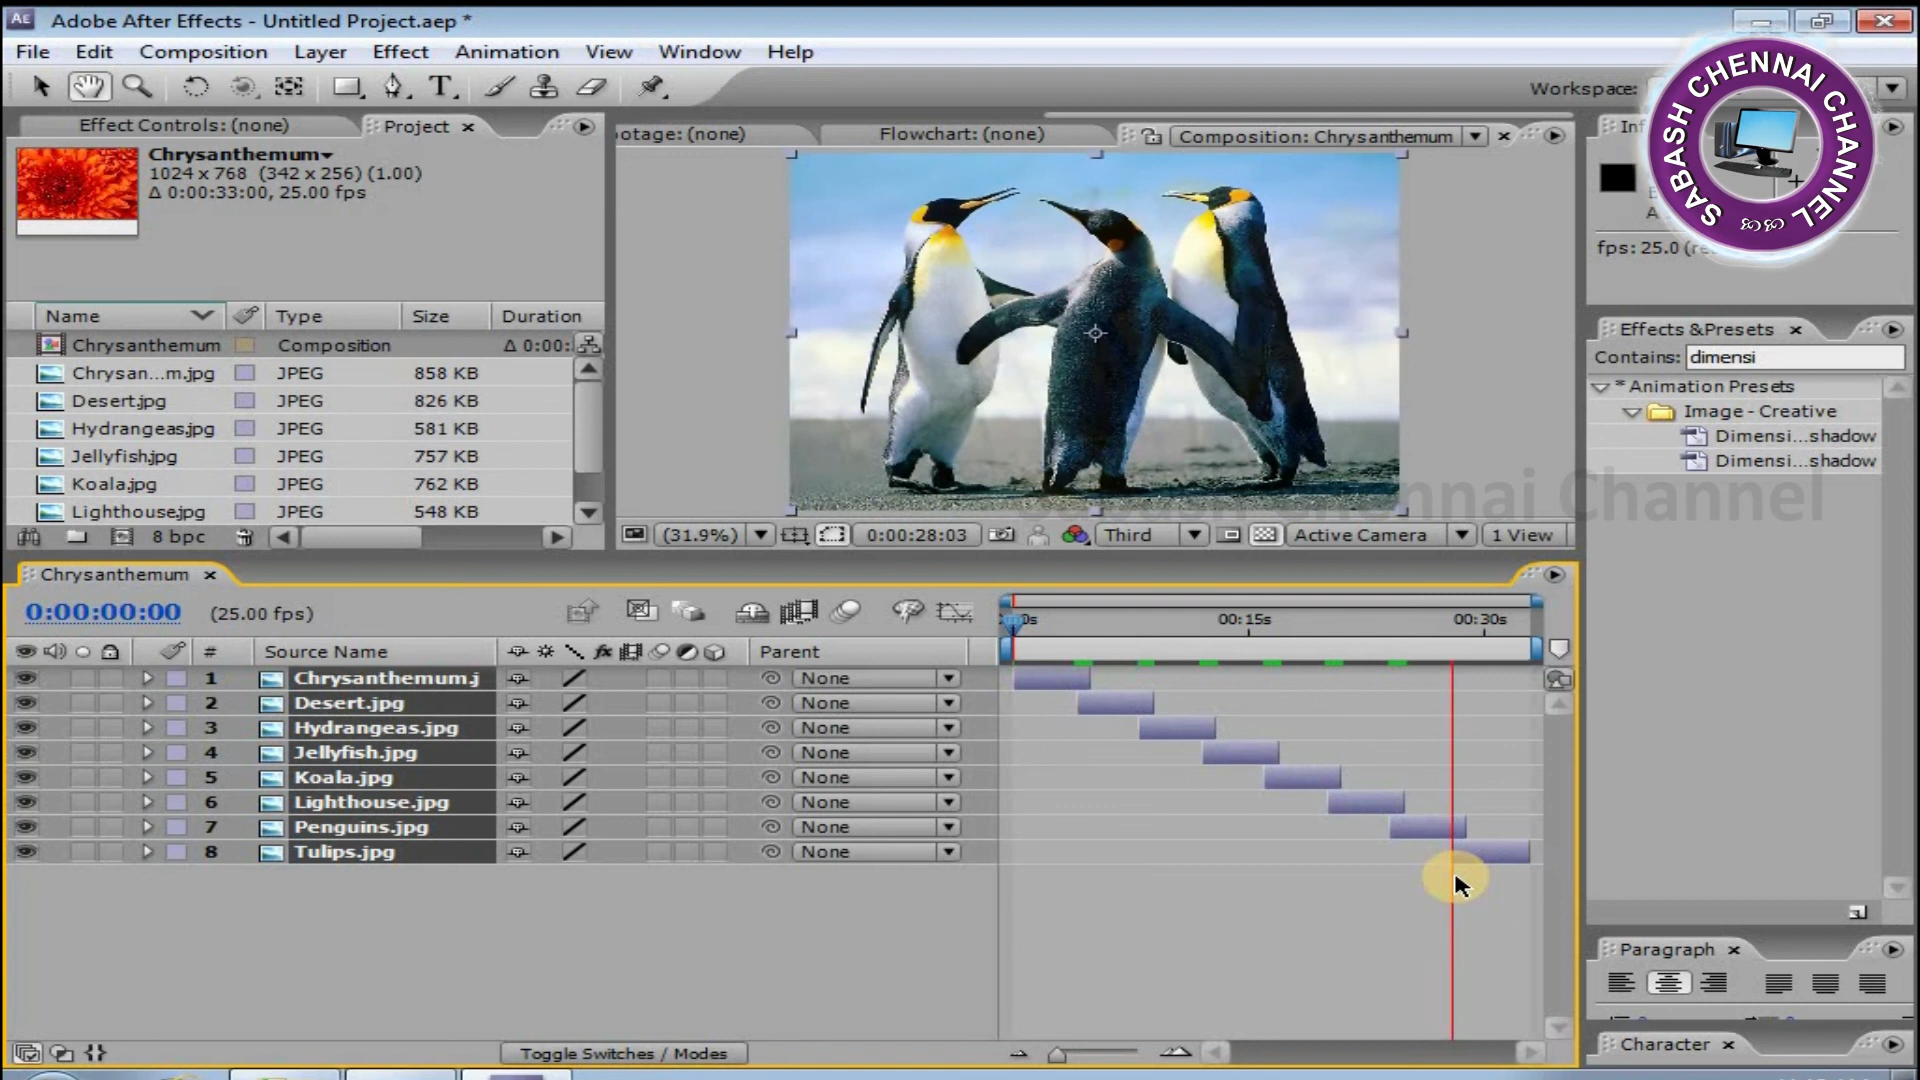 Adobe After Effects - Untitled Project.aep *
File Edit Composition Layer Effect Animation View Window Help
Workspace:
SABASH CHENNAI CHANNEL
Effect Controls: (none) Project
Chrysanthemum
1024 x 768 (342 x 256) (1.00)
Δ 0:00:33:00, 25.00 fps
otage: (none) Flowchart: (none) Composition: Chrysanthemum
fps: 25.0
Name Type Size Duration
Chrysanthemum Composition Δ 0:00:
Chrysan...m.jpg JPEG 858 KB
Desert.jpg JPEG 826 KB
Hydrangeas.jpg JPEG 581 KB
Jellyfish.jpg JPEG 757 KB
Koala.jpg JPEG 762 KB
Lighthouse.jpg JPEG 548 KB
8 bpc
(31.9%) 0:00:28:03 Third Active Camera 1 View
Effects & Presets
Contains: dimensi
* Animation Presets
Image - Creative
Dimensi...shadow
Dimensi...shadow
Chennai Channel
Chrysanthemum
0:00:00:00 (25.00 fps)
0s 00:15s 00:30s
# Source Name Parent
1 Chrysanthemum.j None
2 Desert.jpg None
3 Hydrangeas.jpg None
4 Jellyfish.jpg None
5 Koala.jpg None
6 Lighthouse.jpg None
7 Penguins.jpg None
8 Tulips.jpg None
Toggle Switches / Modes
Paragraph
Character